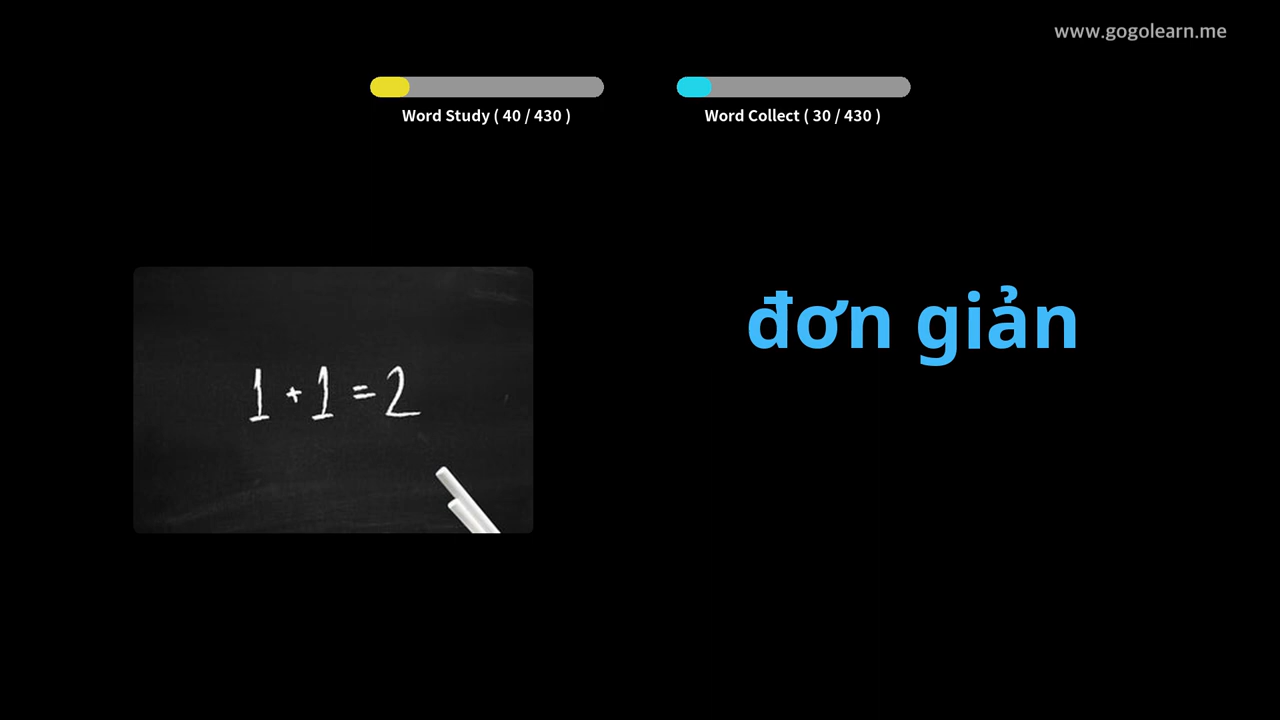 www.gogolearn.me
Word Study ( 40 / 430 )
Word Collect ( 30 / 430 )
đơn giản
1 + 1 = 2